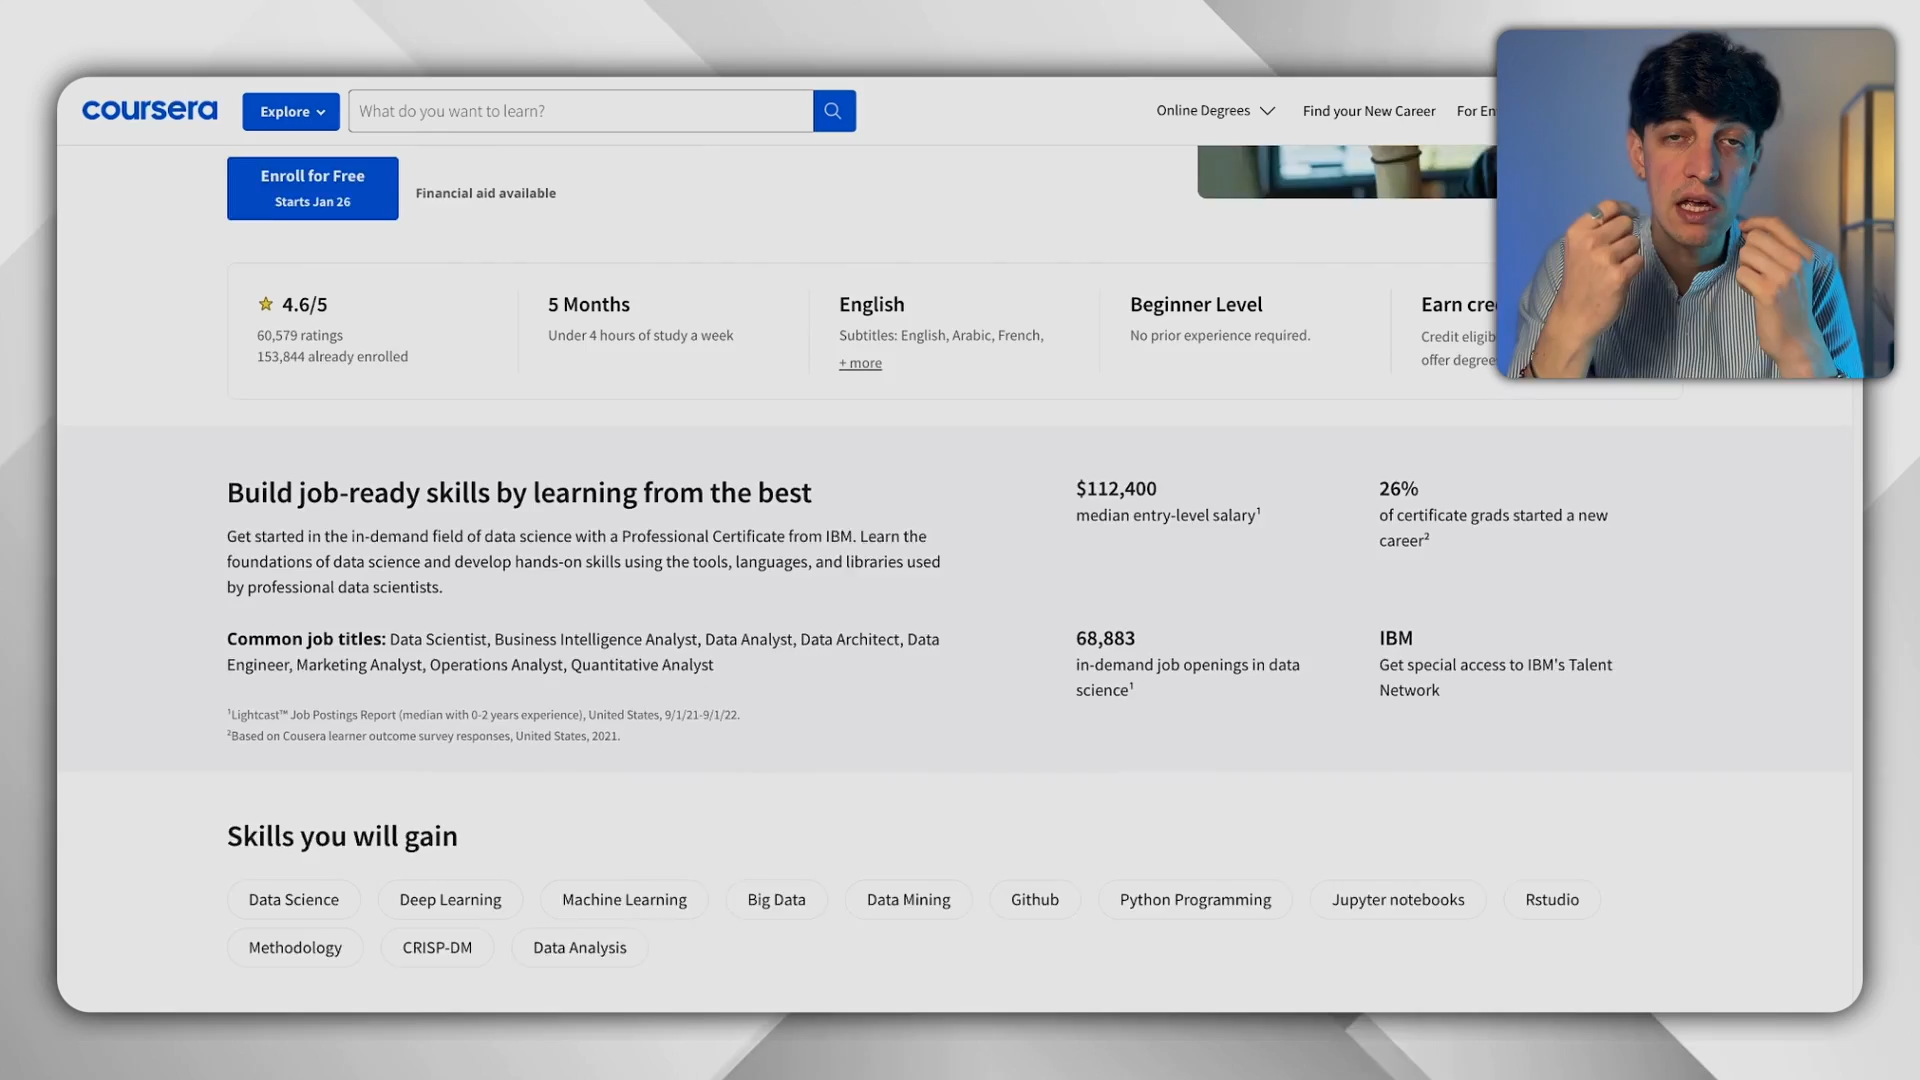 coursera
Explore
What do you want to learn?
Online Degrees
Find your New Career
For En
Enroll for Free
Starts Jan 26
Financial aid available
4.6/5
60,579 ratings
153,844 already enrolled
5 Months
Under 4 hours of study a week
English
Subtitles: English, Arabic, French,
+ more
Beginner Level
No prior experience required.
Earn cre
Credit eligib
offer degree
Build job-ready skills by learning from the best
Get started in the in-demand field of data science with a Professional Certificate from IBM. Learn the
foundations of data science and develop hands-on skills using the tools, languages, and libraries used
by professional data scientists.
Common job titles: Data Scientist, Business Intelligence Analyst, Data Analyst, Data Architect, Data
Engineer, Marketing Analyst, Operations Analyst, Quantitative Analyst
¹Lightcast™ Job Postings Report (median with 0-2 years experience), United States, 9/1/21-9/1/22.
²Based on Cousera learner outcome survey responses, United States, 2021.
$112,400
median entry-level salary¹
26%
of certificate grads started a new
career²
68,883
in-demand job openings in data
science¹
IBM
Get special access to IBM's Talent
Network
Skills you will gain
Data Science
Deep Learning
Machine Learning
Big Data
Data Mining
Github
Python Programming
Jupyter notebooks
Rstudio
Methodology
CRISP-DM
Data Analysis